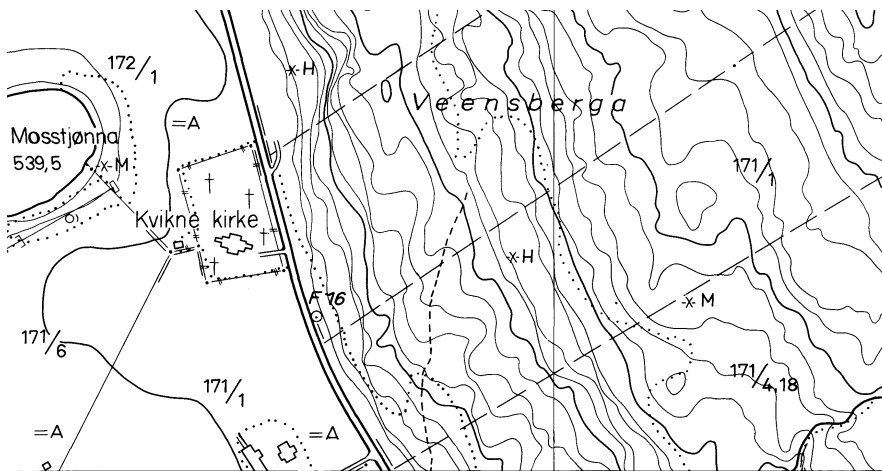 172/1
-X-H
Veensberga
=A
Mosstjønna
539,5
-X-M
171/1
Kvikne kirke
-X-H
F 16
-X-M
171/6
171/1
171/4,18
=A
=A